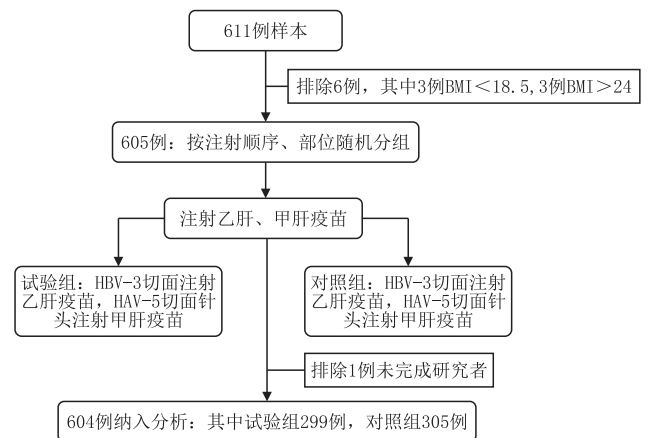 611例样本
排除6例，其中3例BMI＜18.5,3例BMI＞24
605例：按注射顺序、部位随机分组
注射乙肝、甲肝疫苗
试验组：HBV-3切面注射
乙肝疫苗，HAV-5切面针
头注射甲肝疫苗
对照组：HBV-3切面注射
乙肝疫苗，HAV-5切面针
头注射甲肝疫苗
排除1例未完成研究者
604例纳入分析：其中试验组299例，对照组305例